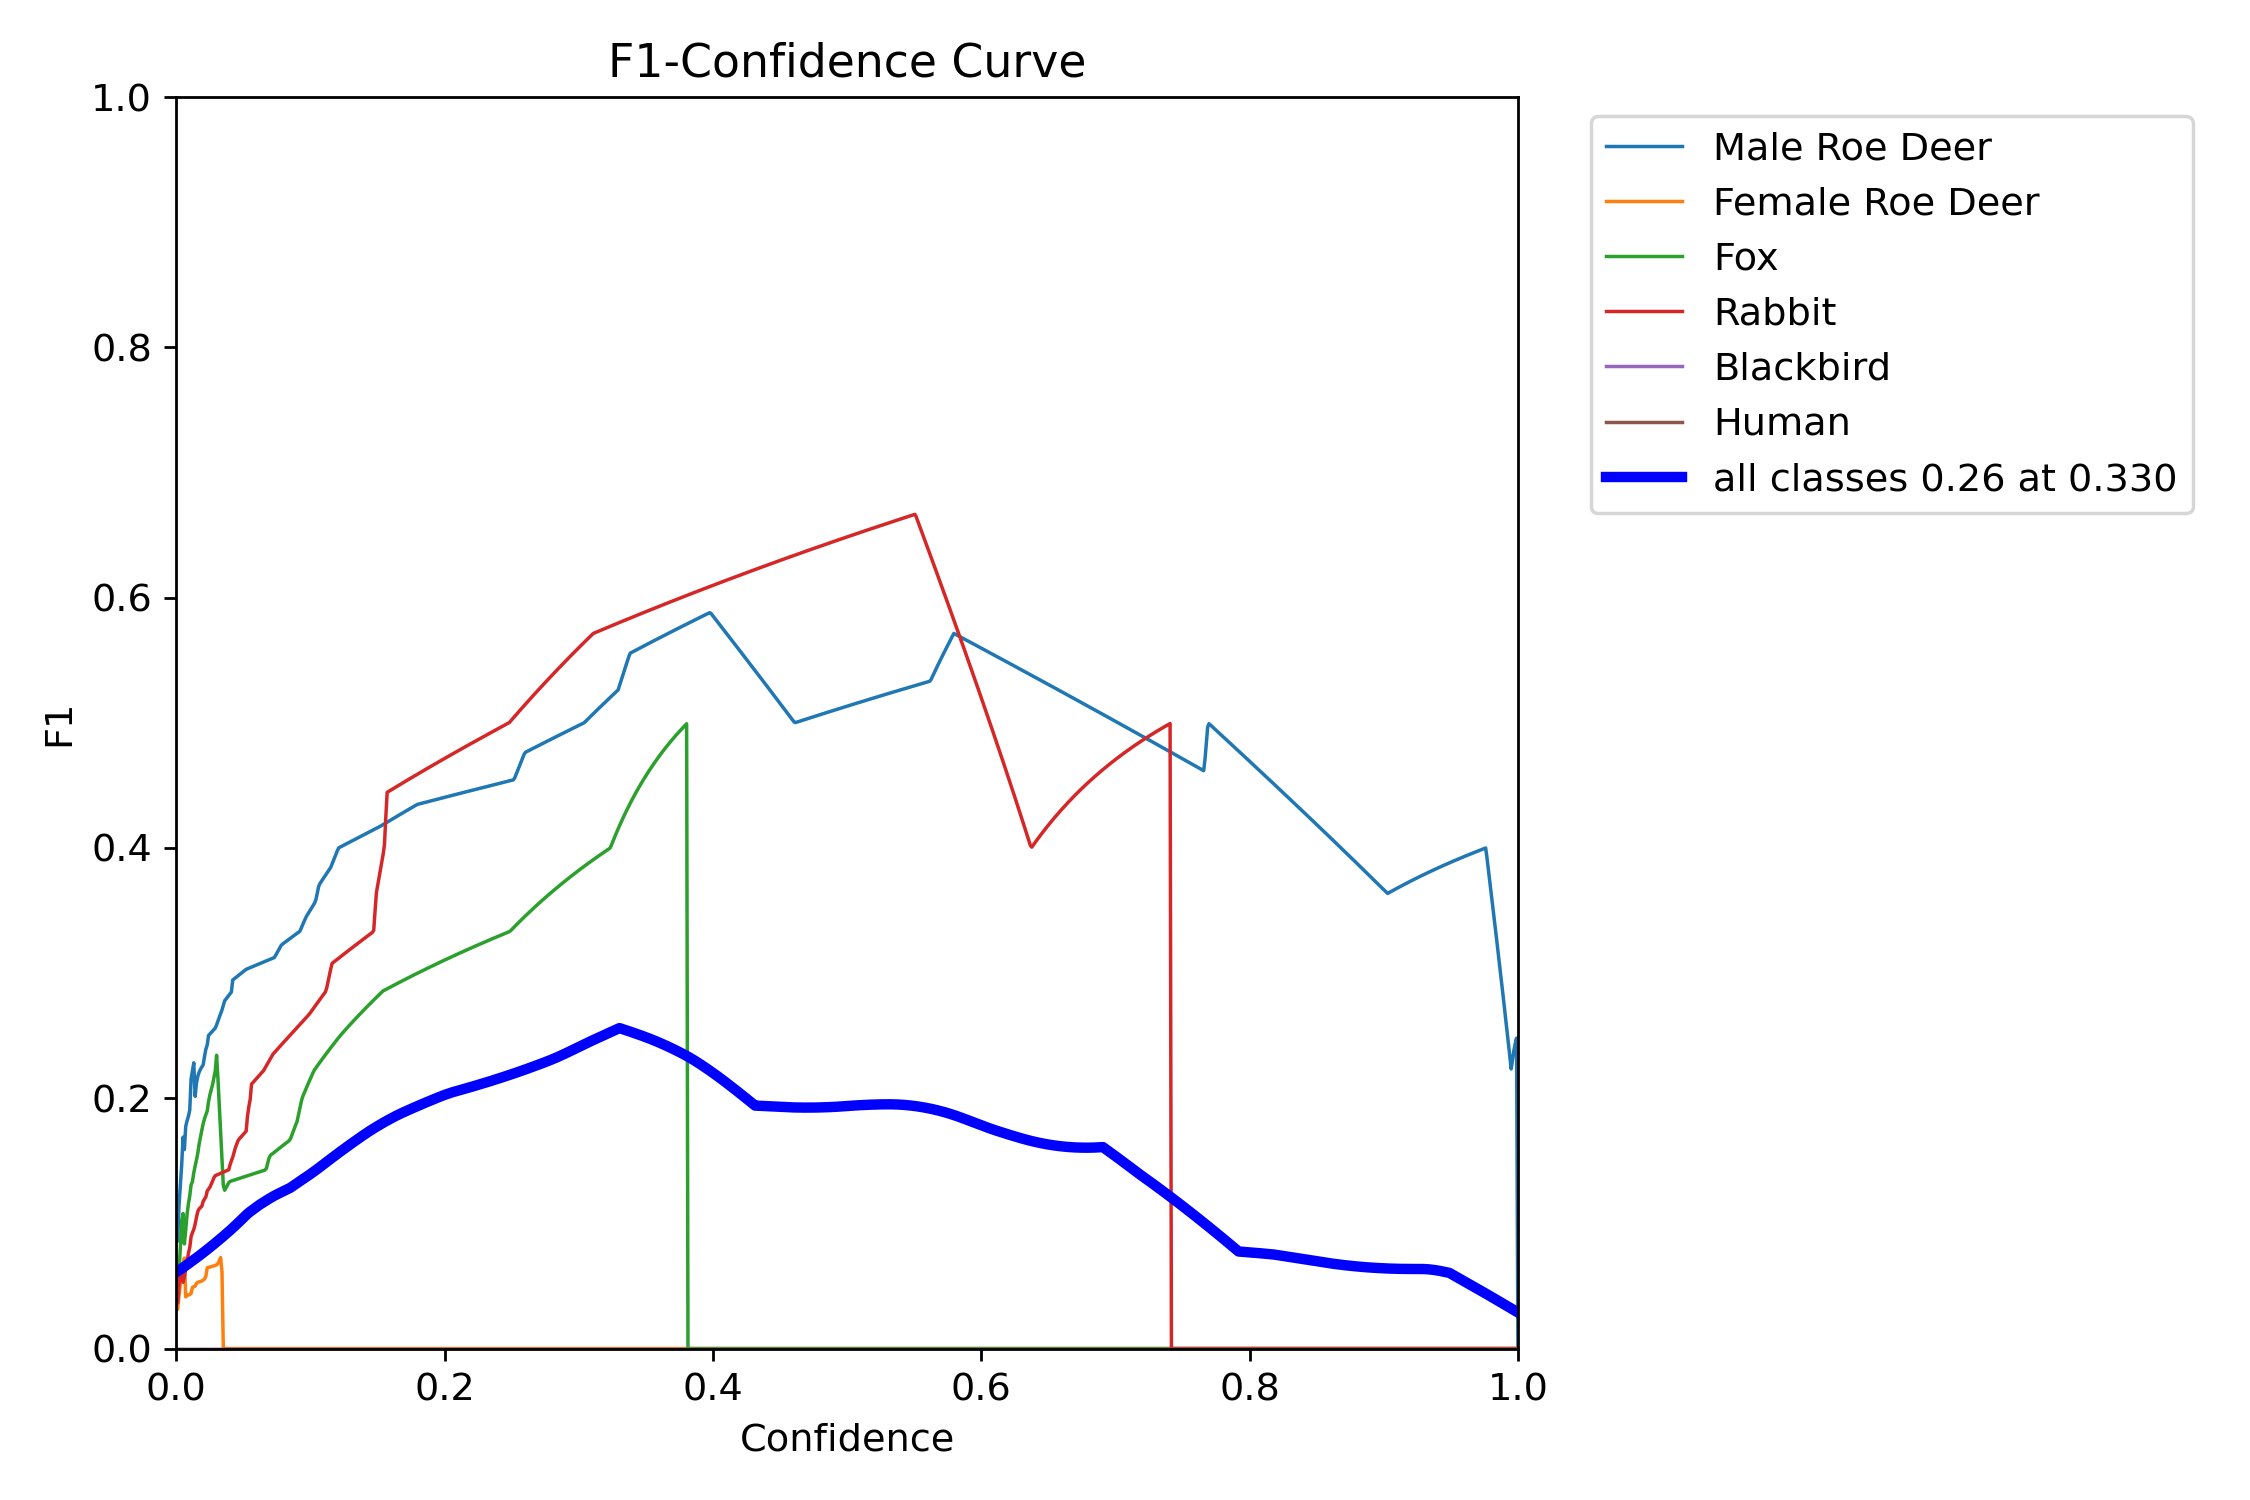 F1-Confidence Curve
1.0
0.8
0.6
0.4
0.2
0.0
F1
0.0 0.2 0.4 0.6 0.8 1.0
Confidence
Male Roe Deer
Female Roe Deer
Fox
Rabbit
Blackbird
Human
all classes 0.26 at 0.330